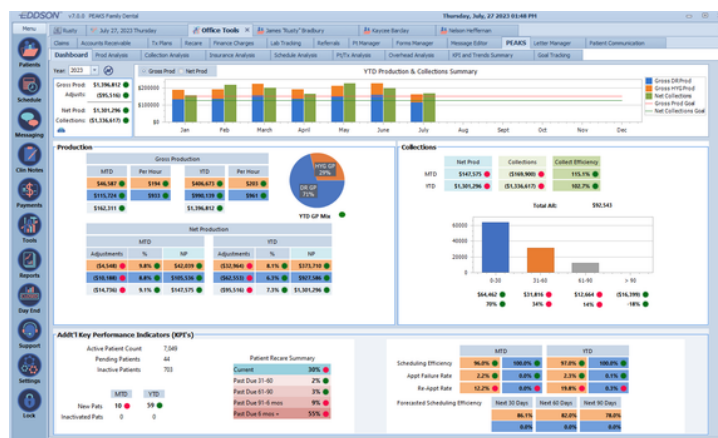 EDDSON v7.0.0 PEAKS Family Dental Thursday, July, 27 2023 01:48 PM
Menu Rusty July 27, 2023 Thursday Office Tools James "Rusty" Bradbury Kaycee Barclay Nelson Heffernan
Claims Accounts Receivable Tx Plans Recare Finance Charges Lab Tracking Referrals Pt Manager Forms Manager Message Editor PEAKS Letter Manager Patient Communication
Dashboard Prod Analysis Collection Analysis Insurance Analysis Schedule Analysis Pt/Tx Analysis Overhead Analysis KPI and Trends Summary Goal Tracking
Patients
Schedule
Messaging
Clin Notes
Payments
Tools
Reports
Day End
Support
Settings
Lock
Year: 2023
Gross Prod: $1,396,812
Adjusts: ($95,516)
Net Prod: $1,301,296
Collections: ($1,336,617)
Gross Prod Net Prod
YTD Production & Collections Summary
$200000
$100000
$0
Jan Feb March April May June July Aug Sept Oct Nov Dec
Gross DR Prod
Gross HYG Prod
Net Collections
Gross Prod Goal
Net Collections Goal
Production
Gross Production
MTD Per Hour YTD Per Hour
$46,587 $194 $406,673 $203
$115,724 $933 $990,139 $961
$162,311 $1,396,812
HYG GP
29%
DR GP
71%
YTD GP Mix
Net Production
MTD YTD
Adjustments % NP Adjustments % NP
($4,548) 9.8% $42,039 ($32,964) 8.1% $373,710
($10,188) 8.8% $105,536 ($62,553) 6.3% $927,586
($14,736) 9.1% $147,575 ($95,516) 7.3% $1,301,296
Collections
Net Prod Collections Collect Efficiency
MTD $147,575 ($169,900) 115.1%
YTD $1,301,296 ($1,336,617) 102.7%
Total AR: $92,543
60000
40000
20000
0
0-30 31-60 61-90 > 90
$64,462 $31,816 $12,664 ($16,399)
70% 34% 14% -18%
Addt'l Key Performance Indicators (KPI's)
Active Patient Count 7,049
Pending Patients 44
Inactive Patients 703
MTD YTD
New Pats 10 59
Inactivated Pats 0 0
Patient Recare Summary
Current 30%
Past Due 31-60 2%
Past Due 61-90 3%
Past Due 91-6 mos 9%
Past Due 6 mos + 55%
MTD YTD
Scheduling Efficiency 96.0% 100.0% 97.0% 100.0%
Appt Failure Rate 2.2% 0.0% 2.3% 0.1%
Re-Appt Rate 12.2% 0.0% 19.8% 0.3%
Forecasted Scheduling Efficiency Next 30 Days Next 60 Days Next 90 Days
86.1% 82.0% 78.0%
0.0% 0.0% 0.0%